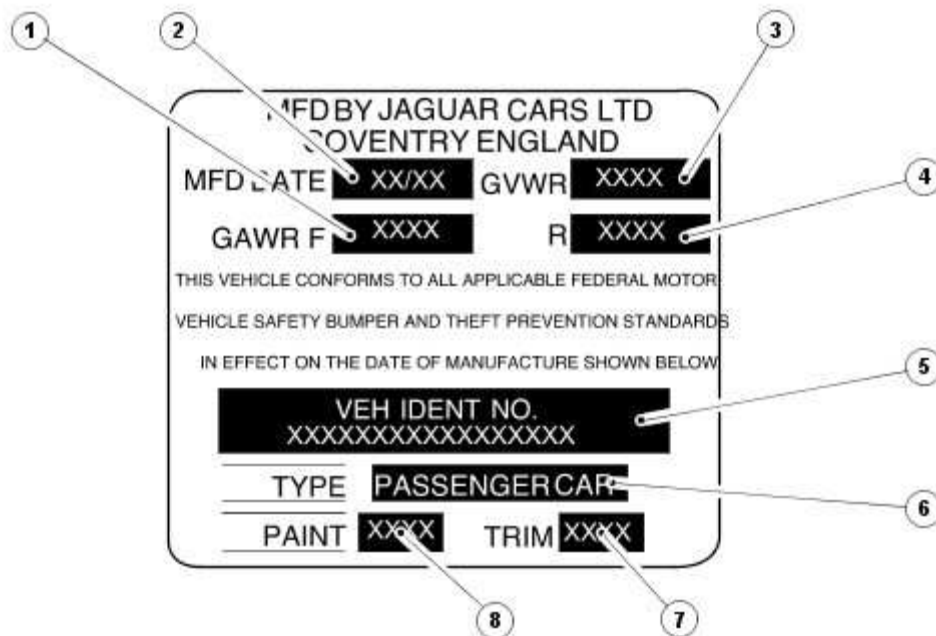 1 2 3
MFD BY JAGUAR CARS LTD
COVENTRY ENGLAND
MFD DATE XX/XX GVWR XXXX
4
GAWR F XXXX R XXXX
THIS VEHICLE CONFORMS TO ALL APPLICABLE FEDERAL MOTOR
VEHICLE SAFETY BUMPER AND THEFT PREVENTION STANDARDS
IN EFFECT ON THE DATE OF MANUFACTURE SHOWN BELOW
5
VEH IDENT NO.
XXXXXXXXXXXXXXXXX
TYPE PASSENGER CAR
6
PAINT XXXX TRIM XXXX
8 7